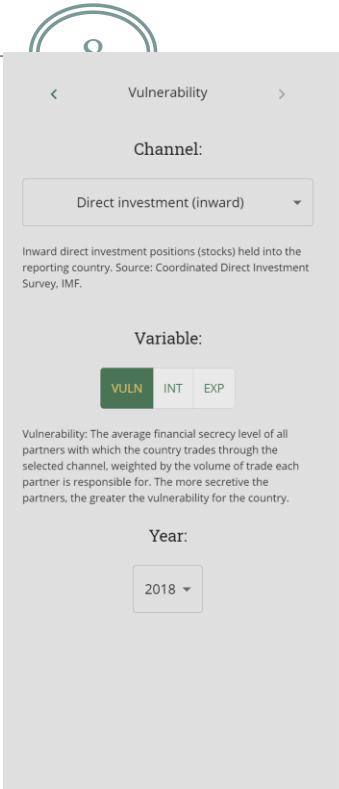 Vulnerability
Channel:
Direct investment (inward)
Inward direct investment positions (stocks) held into the
reporting country. Source: Coordinated Direct Investment
Survey, IMF.
Variable:
VULN INT EXP
Vulnerability: The average financial secrecy level of all
partners with which the country trades through the
selected channel, weighted by the volume of trade each
partner is responsible for. The more secretive the
partners, the greater the vulnerability for the country.
Year:
2018